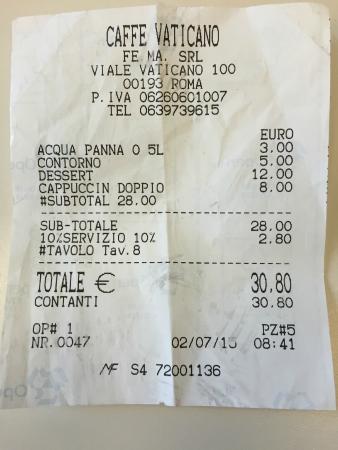 CAFFE VATICANO
FE.MA. SRL
VIALE VATICANO 100
00193 ROMA
P.IVA 06260601007
TEL 0639739615
EURO
ACQUA PANNA 0 5L 3.00
CONTORNO 5.00
DESSERT 12.00
CAPPUCCIN DOPPIO 8.00
#SUBTOTAL 28.00
SUB-TOTALE 28.00
10%SERVIZIO 10% 2.80
#TAVOLO Tav.8
TOTALE € 30.80
CONTANTI 30.80
OP# 1 PZ#5
NR.0047 02/07/15 08:41
MF S4 72001136